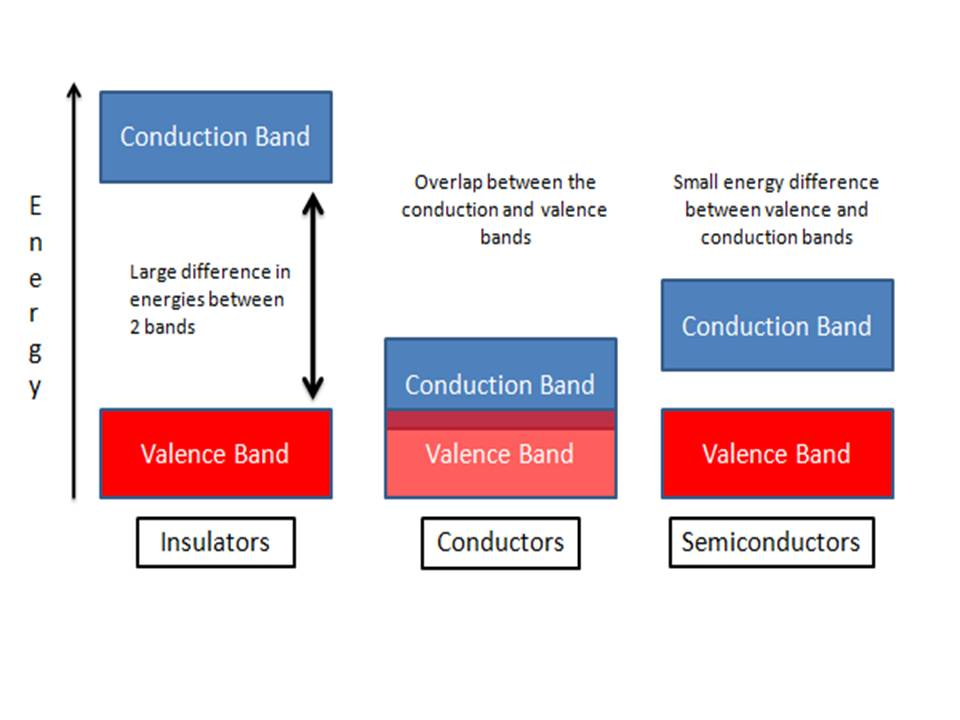 Energy
Conduction Band
Large difference in
energies between
2 bands
Valence Band
Insulators
Overlap between the
conduction and valence
bands
Conduction Band
Valence Band
Conductors
Small energy difference
between valence and
conduction bands
Conduction Band
Valence Band
Semiconductors